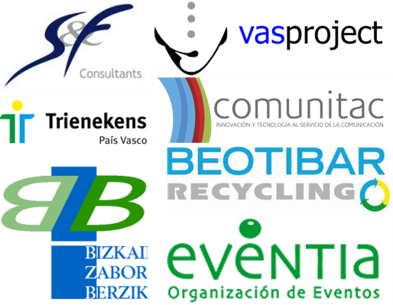 S&F
Consultants
vasproject
Trienekens
País Vasco
comunitac
INNOVACIÓN Y TECNOLOGÍA AL SERVICIO DE LA COMUNICACIÓN
BZB
BIZKAII
ZABOR
BERZIK
BEOTIBAR
RECYCLING
eventia
Organización de Eventos